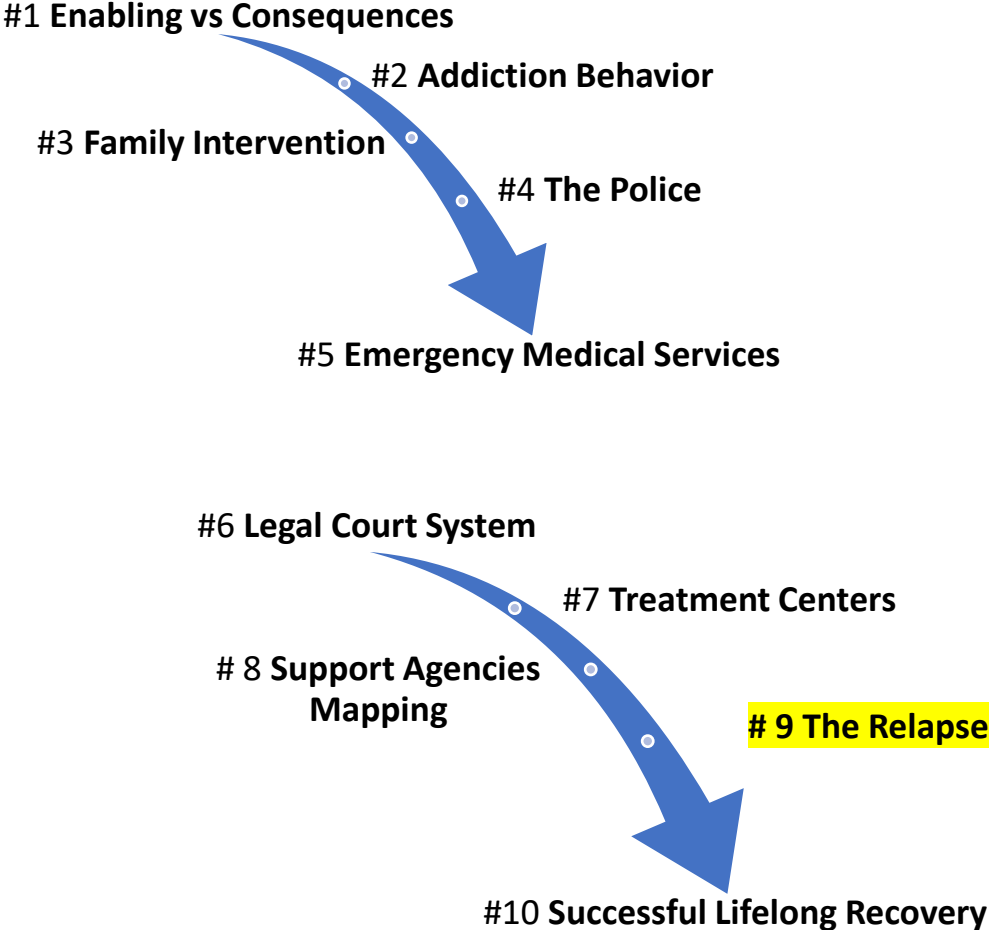 #1 Enabling vs Consequences
#2 Addiction Behavior
#3 Family Intervention
#4 The Police
#5 Emergency Medical Services
#6 Legal Court System
#7 Treatment Centers
# 8 Support Agencies
Mapping
# 9 The Relapse
#10 Successful Lifelong Recovery